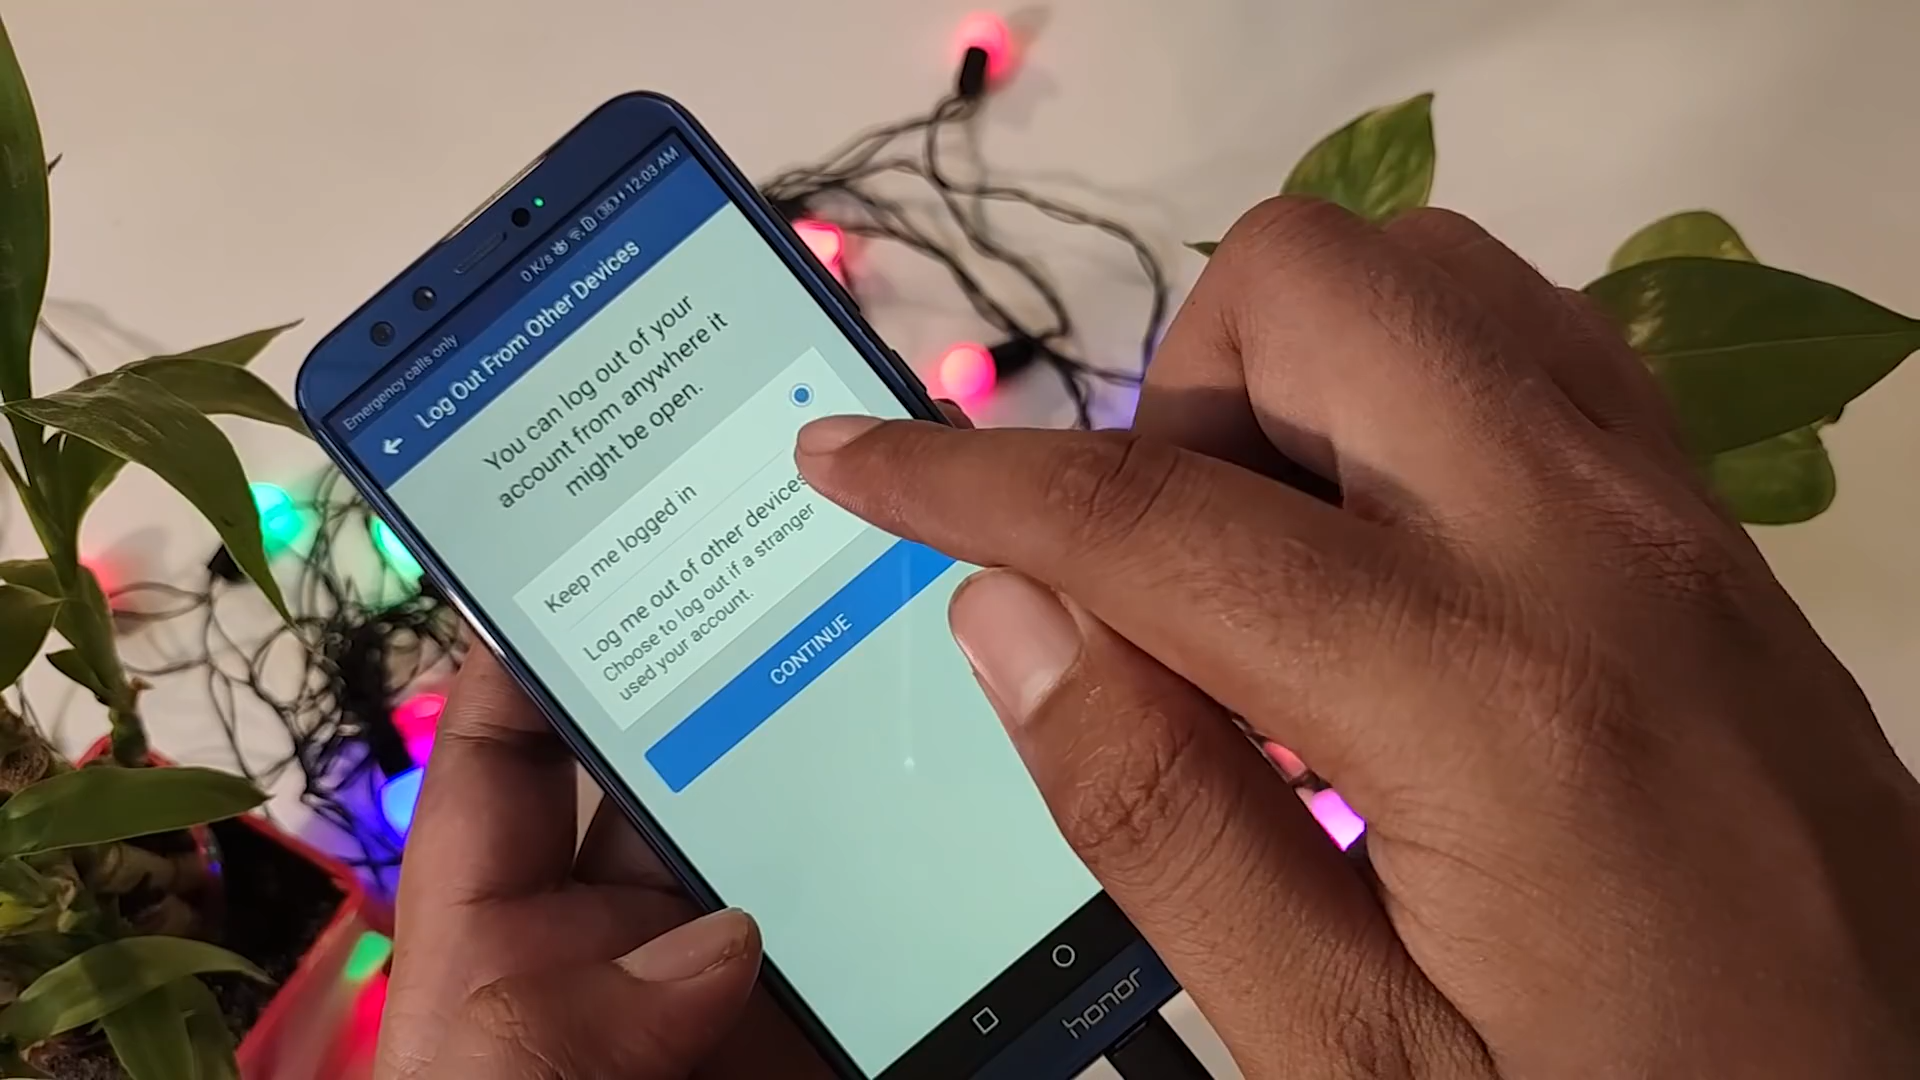 Emergency calls only 0 K/s 36 12:03 AM
Log Out From Other Devices
You can log out of your
account from anywhere it
might be open.
Keep me logged in
Log me out of other devices
Choose to log out if a stranger
used your account.
CONTINUE
honor